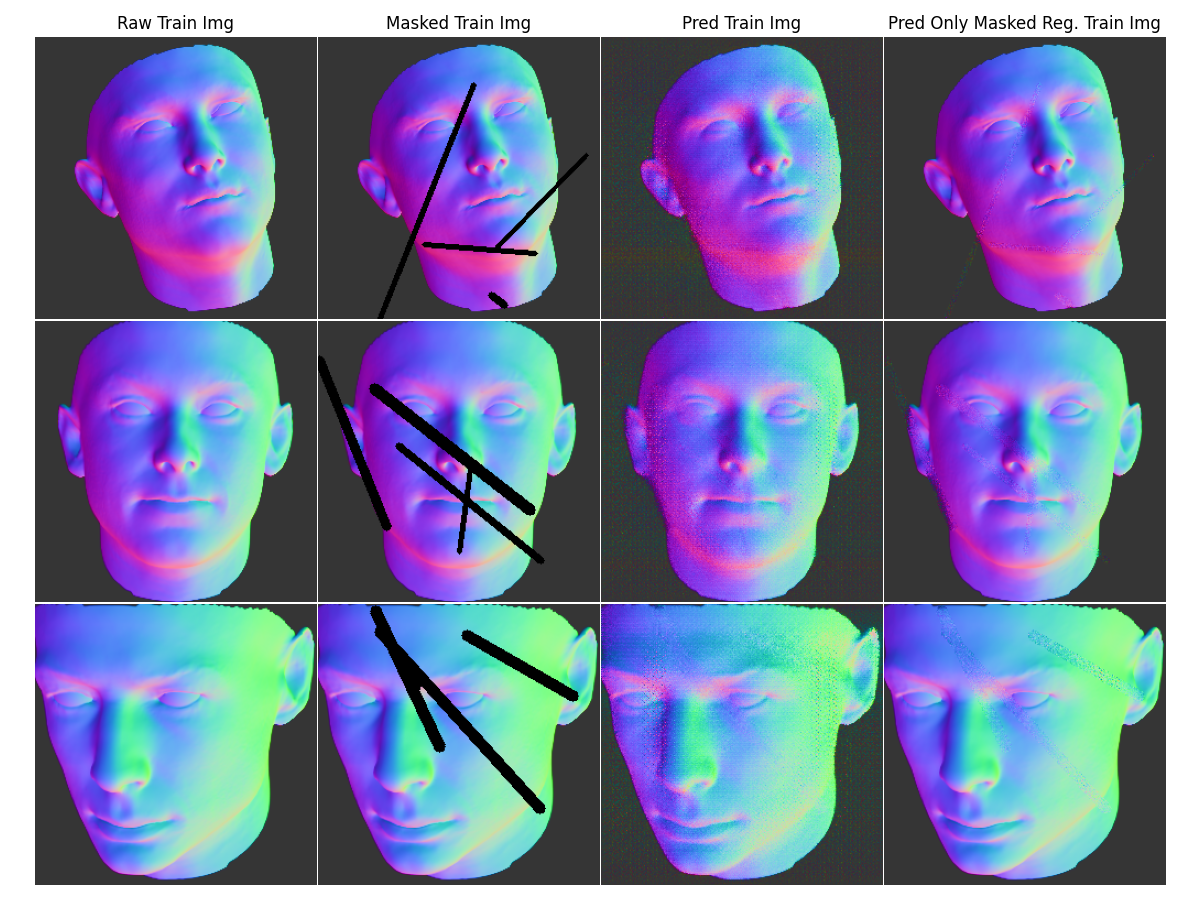 Raw Train Img
Masked Train Img
Pred Train Img
Pred Only Masked Reg. Train Img